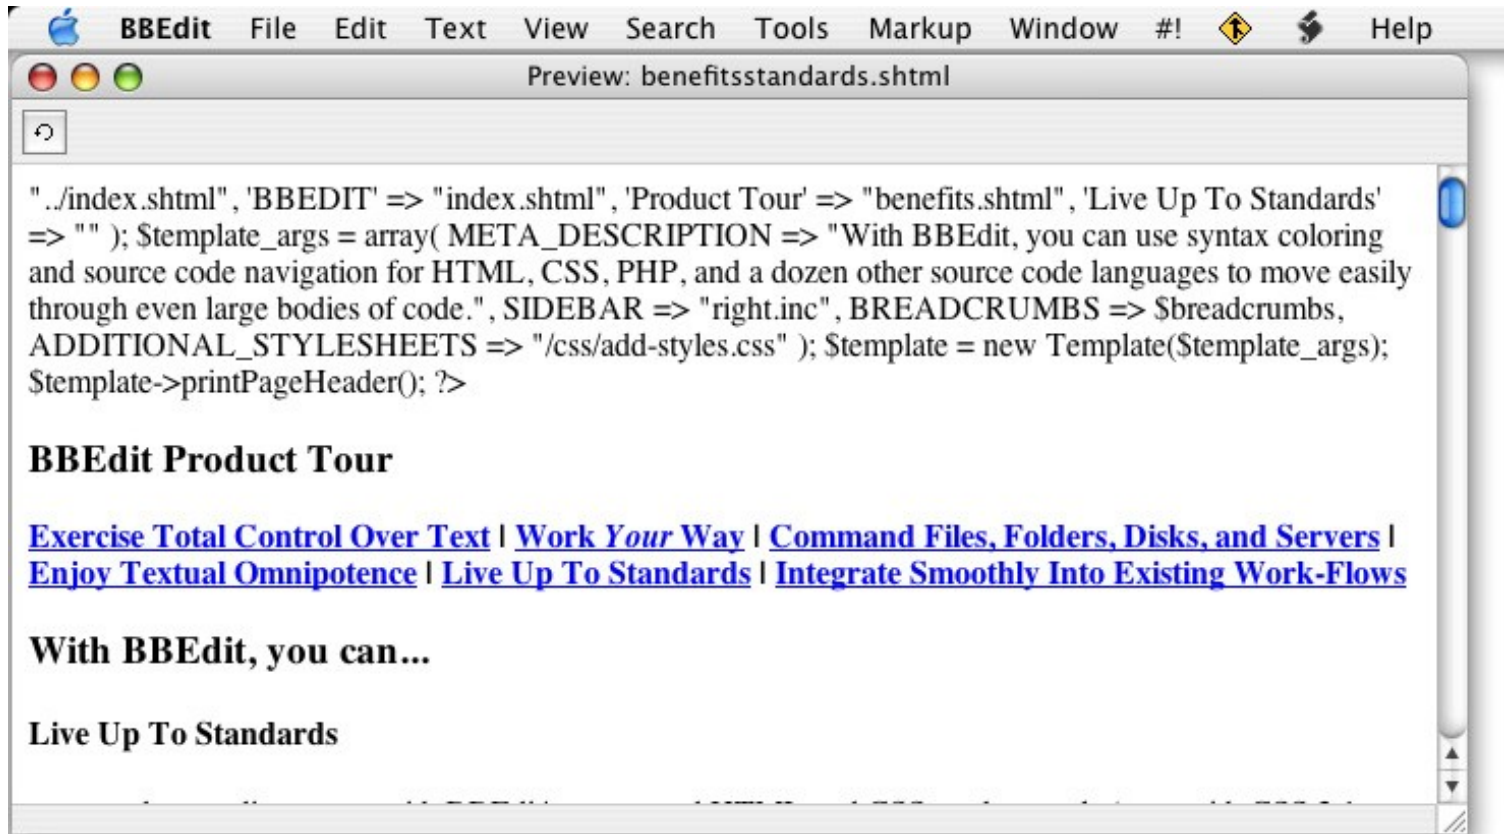 BBEdit File Edit Text View Search Tools Markup Window #! Help
Preview: benefitsstandards.shtml
"../index.shtml", 'BBEDIT' => "index.shtml", 'Product Tour' => "benefits.shtml", 'Live Up To Standards'
=> "" ); $template_args = array( META_DESCRIPTION => "With BBEdit, you can use syntax coloring
and source code navigation for HTML, CSS, PHP, and a dozen other source code languages to move easily
through even large bodies of code.", SIDEBAR => "right.inc", BREADCRUMBS => $breadcrumbs,
ADDITIONAL_STYLESHEETS => "/css/add-styles.css" ); $template = new Template($template_args);
$template->printPageHeader(); ?>
BBEdit Product Tour
Exercise Total Control Over Text | Work Your Way | Command Files, Folders, Disks, and Servers |
Enjoy Textual Omnipotence | Live Up To Standards | Integrate Smoothly Into Existing Work-Flows
With BBEdit, you can...
Live Up To Standards